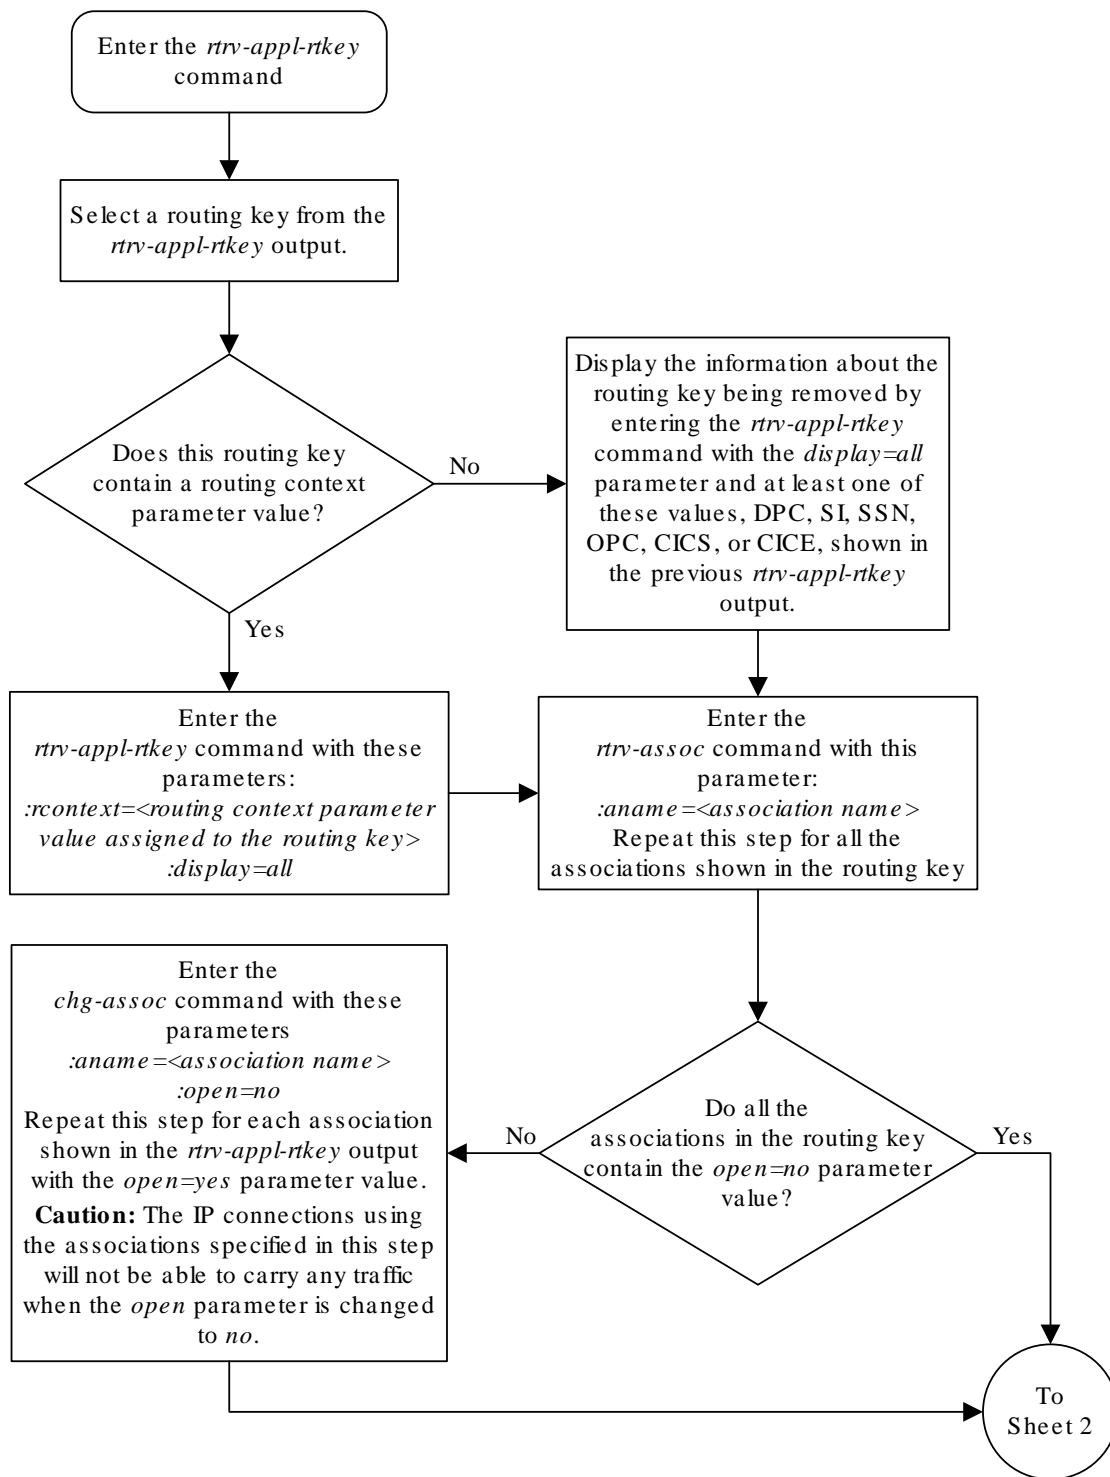 Enter the rtrv-appl-rtkey
command
Select a routing key from the
rtrv-appl-rtkey output.
Does this routing key
contain a routing context
parameter value?
No
Yes
Display the information about the
routing key being removed by
entering the rtrv-appl-rtkey
command with the display=all
parameter and at least one of
these values, DPC, SI, SSN,
OPC, CICS, or CICE, shown in
the previous rtrv-appl-rtkey
output.
Enter the
rtrv-appl-rtkey command with these
parameters:
:rcontext=<routing context parameter
value assigned to the routing key>
:display=all
Enter the
rtrv-assoc command with this
parameter:
:aname=<association name>
Repeat this step for all the
associations shown in the routing key
Do all the
associations in the routing key
contain the open=no parameter
value?
No
Yes
Enter the
chg-assoc command with these
parameters
:aname=<association name>
:open=no
Repeat this step for each association
shown in the rtrv-appl-rtkey output
with the open=yes parameter value.
Caution: The IP connections using
the associations specified in this step
will not be able to carry any traffic
when the open parameter is changed
to no.
To
Sheet 2